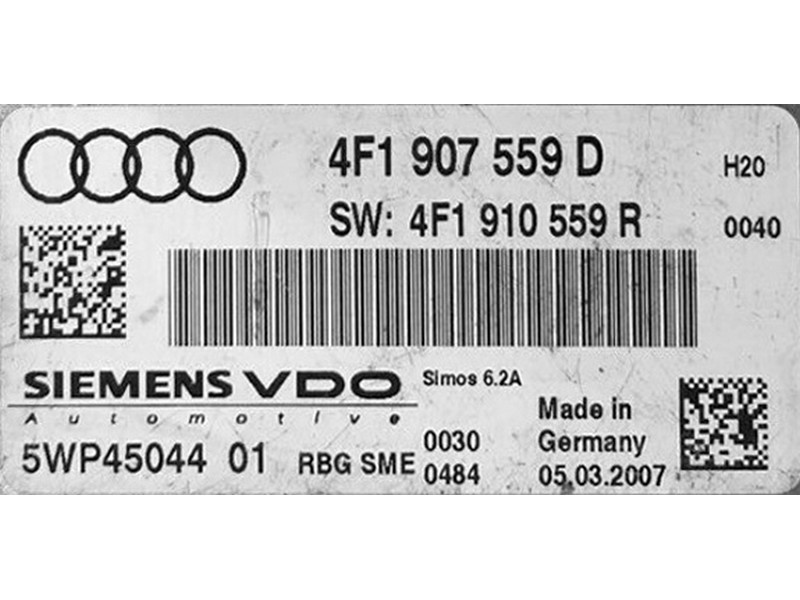 4F1 907 559 D H20
SW: 4F1 910 559 R 0040
SIEMENS VDO Simos 6.2A
Automotive
Made in
5WP45044 01 RBG SME 0030 Germany
0484 05.03.2007